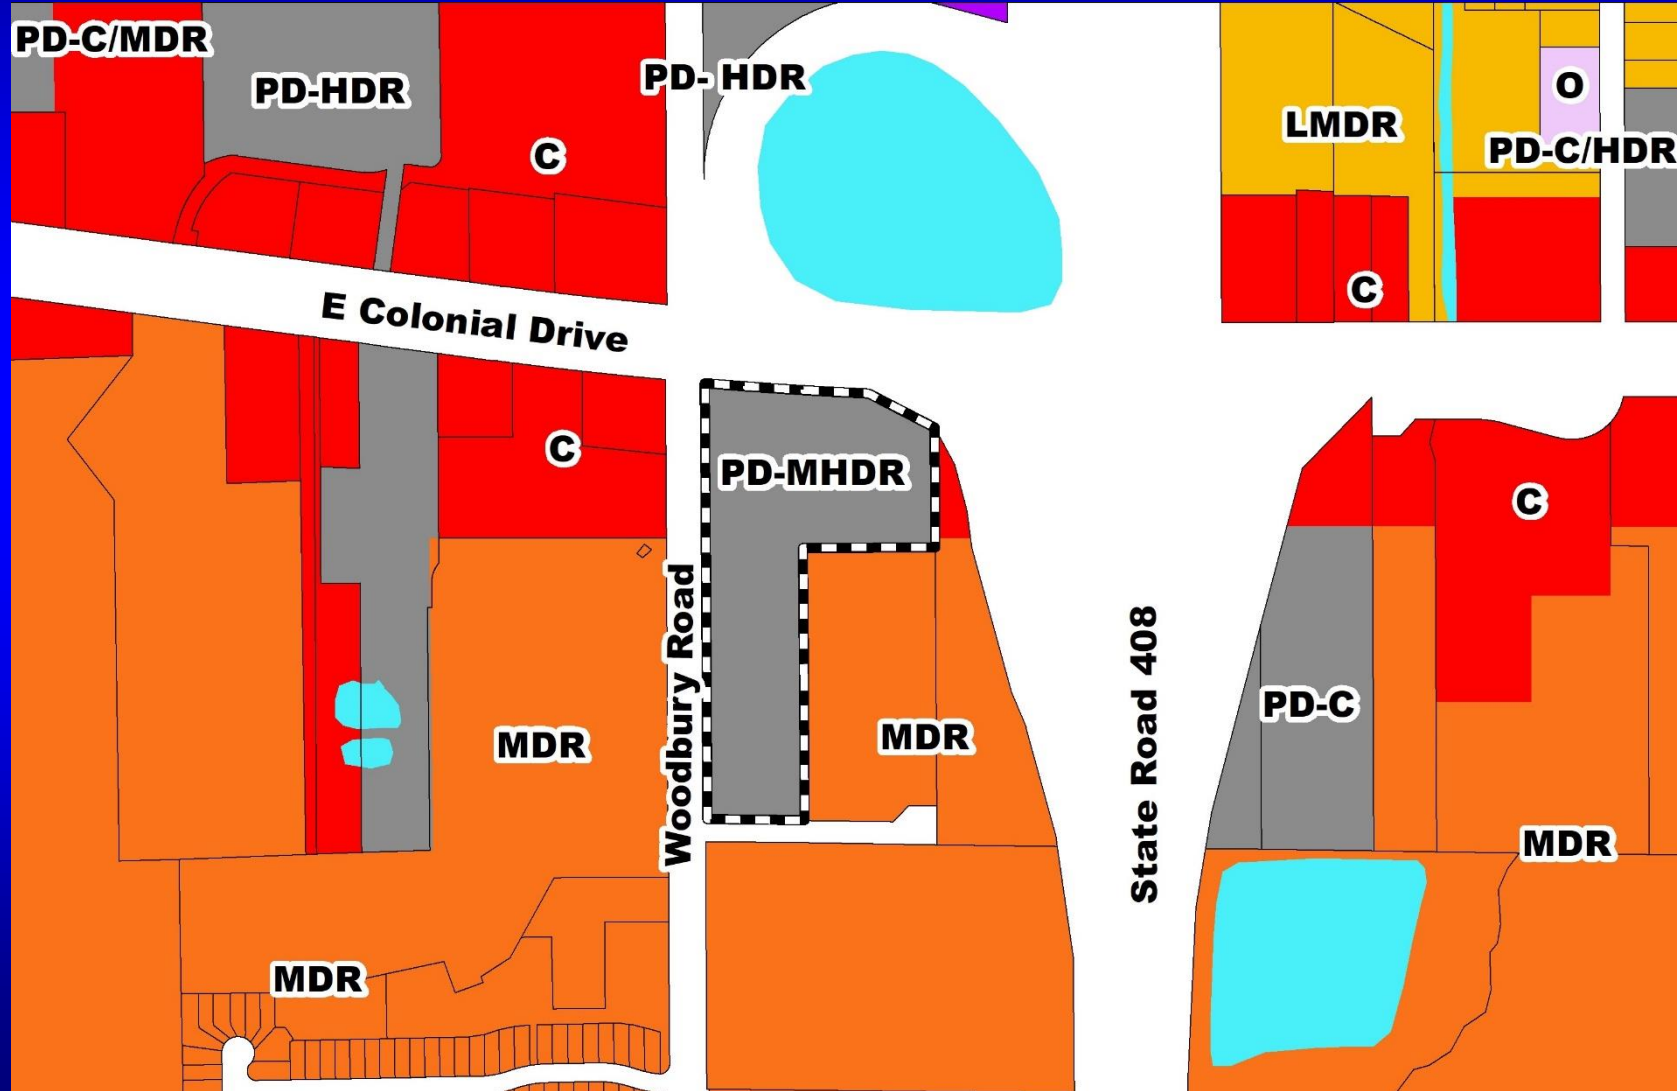 PD-C/MDR
PD-HDR
PD- HDR
C
LMDR
O
PD-C/HDR
C
E Colonial Drive
C
PD-MHDR
C
Woodbury Road
State Road 408
PD-C
MDR
MDR
MDR
MDR